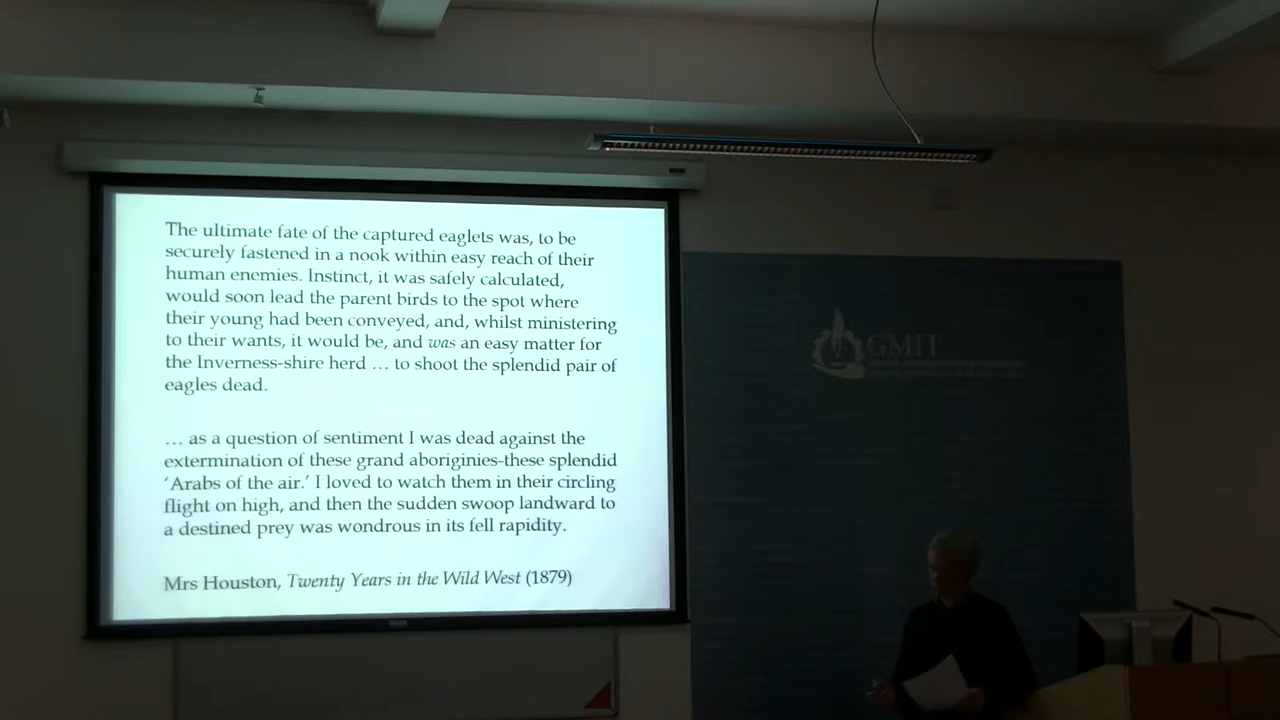 The ultimate fate of the captured eaglets was, to be
securely fastened in a nook within easy reach of their
human enemies. Instinct, it was safely calculated,
would soon lead the parent birds to the spot where
their young had been conveyed, and, whilst ministering
to their wants, it would be, and was an easy matter for
the Inverness-shire herd … to shoot the splendid pair of
eagles dead.
… as a question of sentiment I was dead against the
extermination of these grand aboriginies-these splendid
‘Arabs of the air.’ I loved to watch them in their circling
flight on high, and then the sudden swoop landward to
a destined prey was wondrous in its fell rapidity.
Mrs Houston, Twenty Years in the Wild West (1879)
GMIT